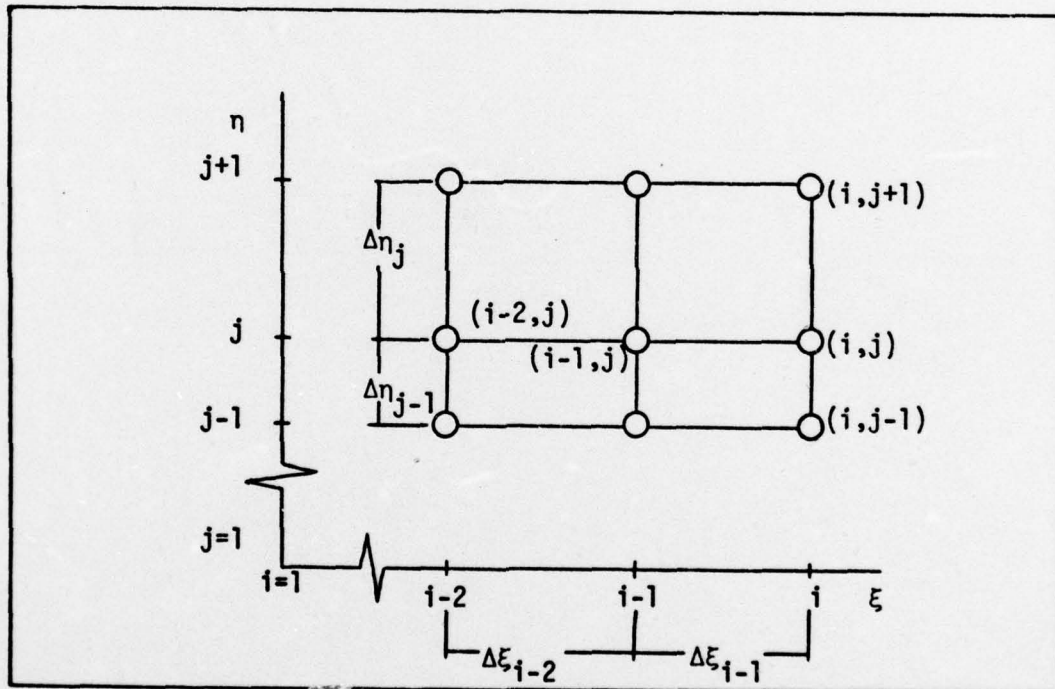 η
j+1
(i,j+1)
Δη_j
(i-2,j)
j
(i-1,j)
(i,j)
Δη_{j-1}
j-1
(i,j-1)
j=1
i=1
i-2
i-1
i
ξ
Δξ_{i-2}
Δξ_{i-1}